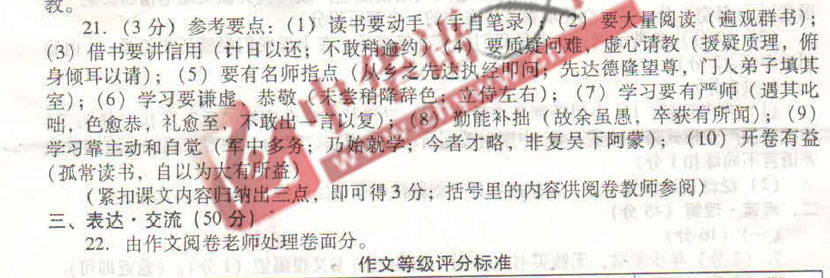 教。
21.（3分）参考要点：（1）读书要动手（手自笔录）；（2）要大量阅读（遍观群书）；
（3）借书要讲信用（计日以还；不敢稍逾约）（4）要质疑问难，虚心请教（援疑质理，俯
身倾耳以请）；（5）要有名师指点（从乡之先达执经叩问；先达德隆望尊，门人弟子填其
室）；（6）学习要谦虚、恭敬（未尝稍降辞色；立侍左右）；（7）学习要有严师（遇其叱
咄，色愈恭，礼愈至，不敢出一言以复）；（8）勤能补拙（故余虽愚，卒获有所闻）；（9）
学习靠主动和自觉（军中多务；乃始就学；今者才略，非复吴下阿蒙）；（10）开卷有益
（孤常读书，自以为大有所益）
（紧扣课文内容归纳出三点，即可得3分；括号里的内容供阅卷教师参阅）
三、表达·交流（50分）
22. 由作文阅卷老师处理卷面分。
作文等级评分标准